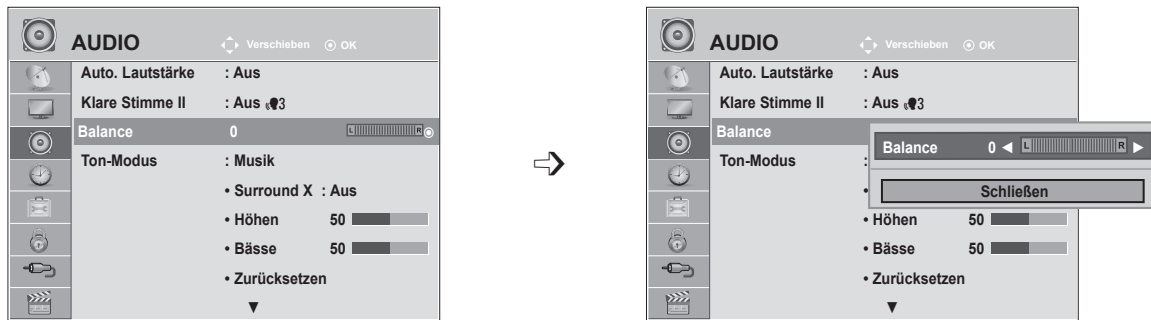 AUDIO
Verschieben OK
Auto. Lautstärke : Aus
Klare Stimme II : Aus 3
Balance 0 L R
Ton-Modus : Musik
• Surround X : Aus
• Höhen 50
• Bässe 50
• Zurücksetzen
▼
AUDIO
Verschieben OK
Auto. Lautstärke : Aus
Klare Stimme II : Aus 3
Balance
Ton-Modus :
•
• Höhen 50
• Bässe 50
• Zurücksetzen
▼
Balance 0 ◀ L R ▶
Schließen